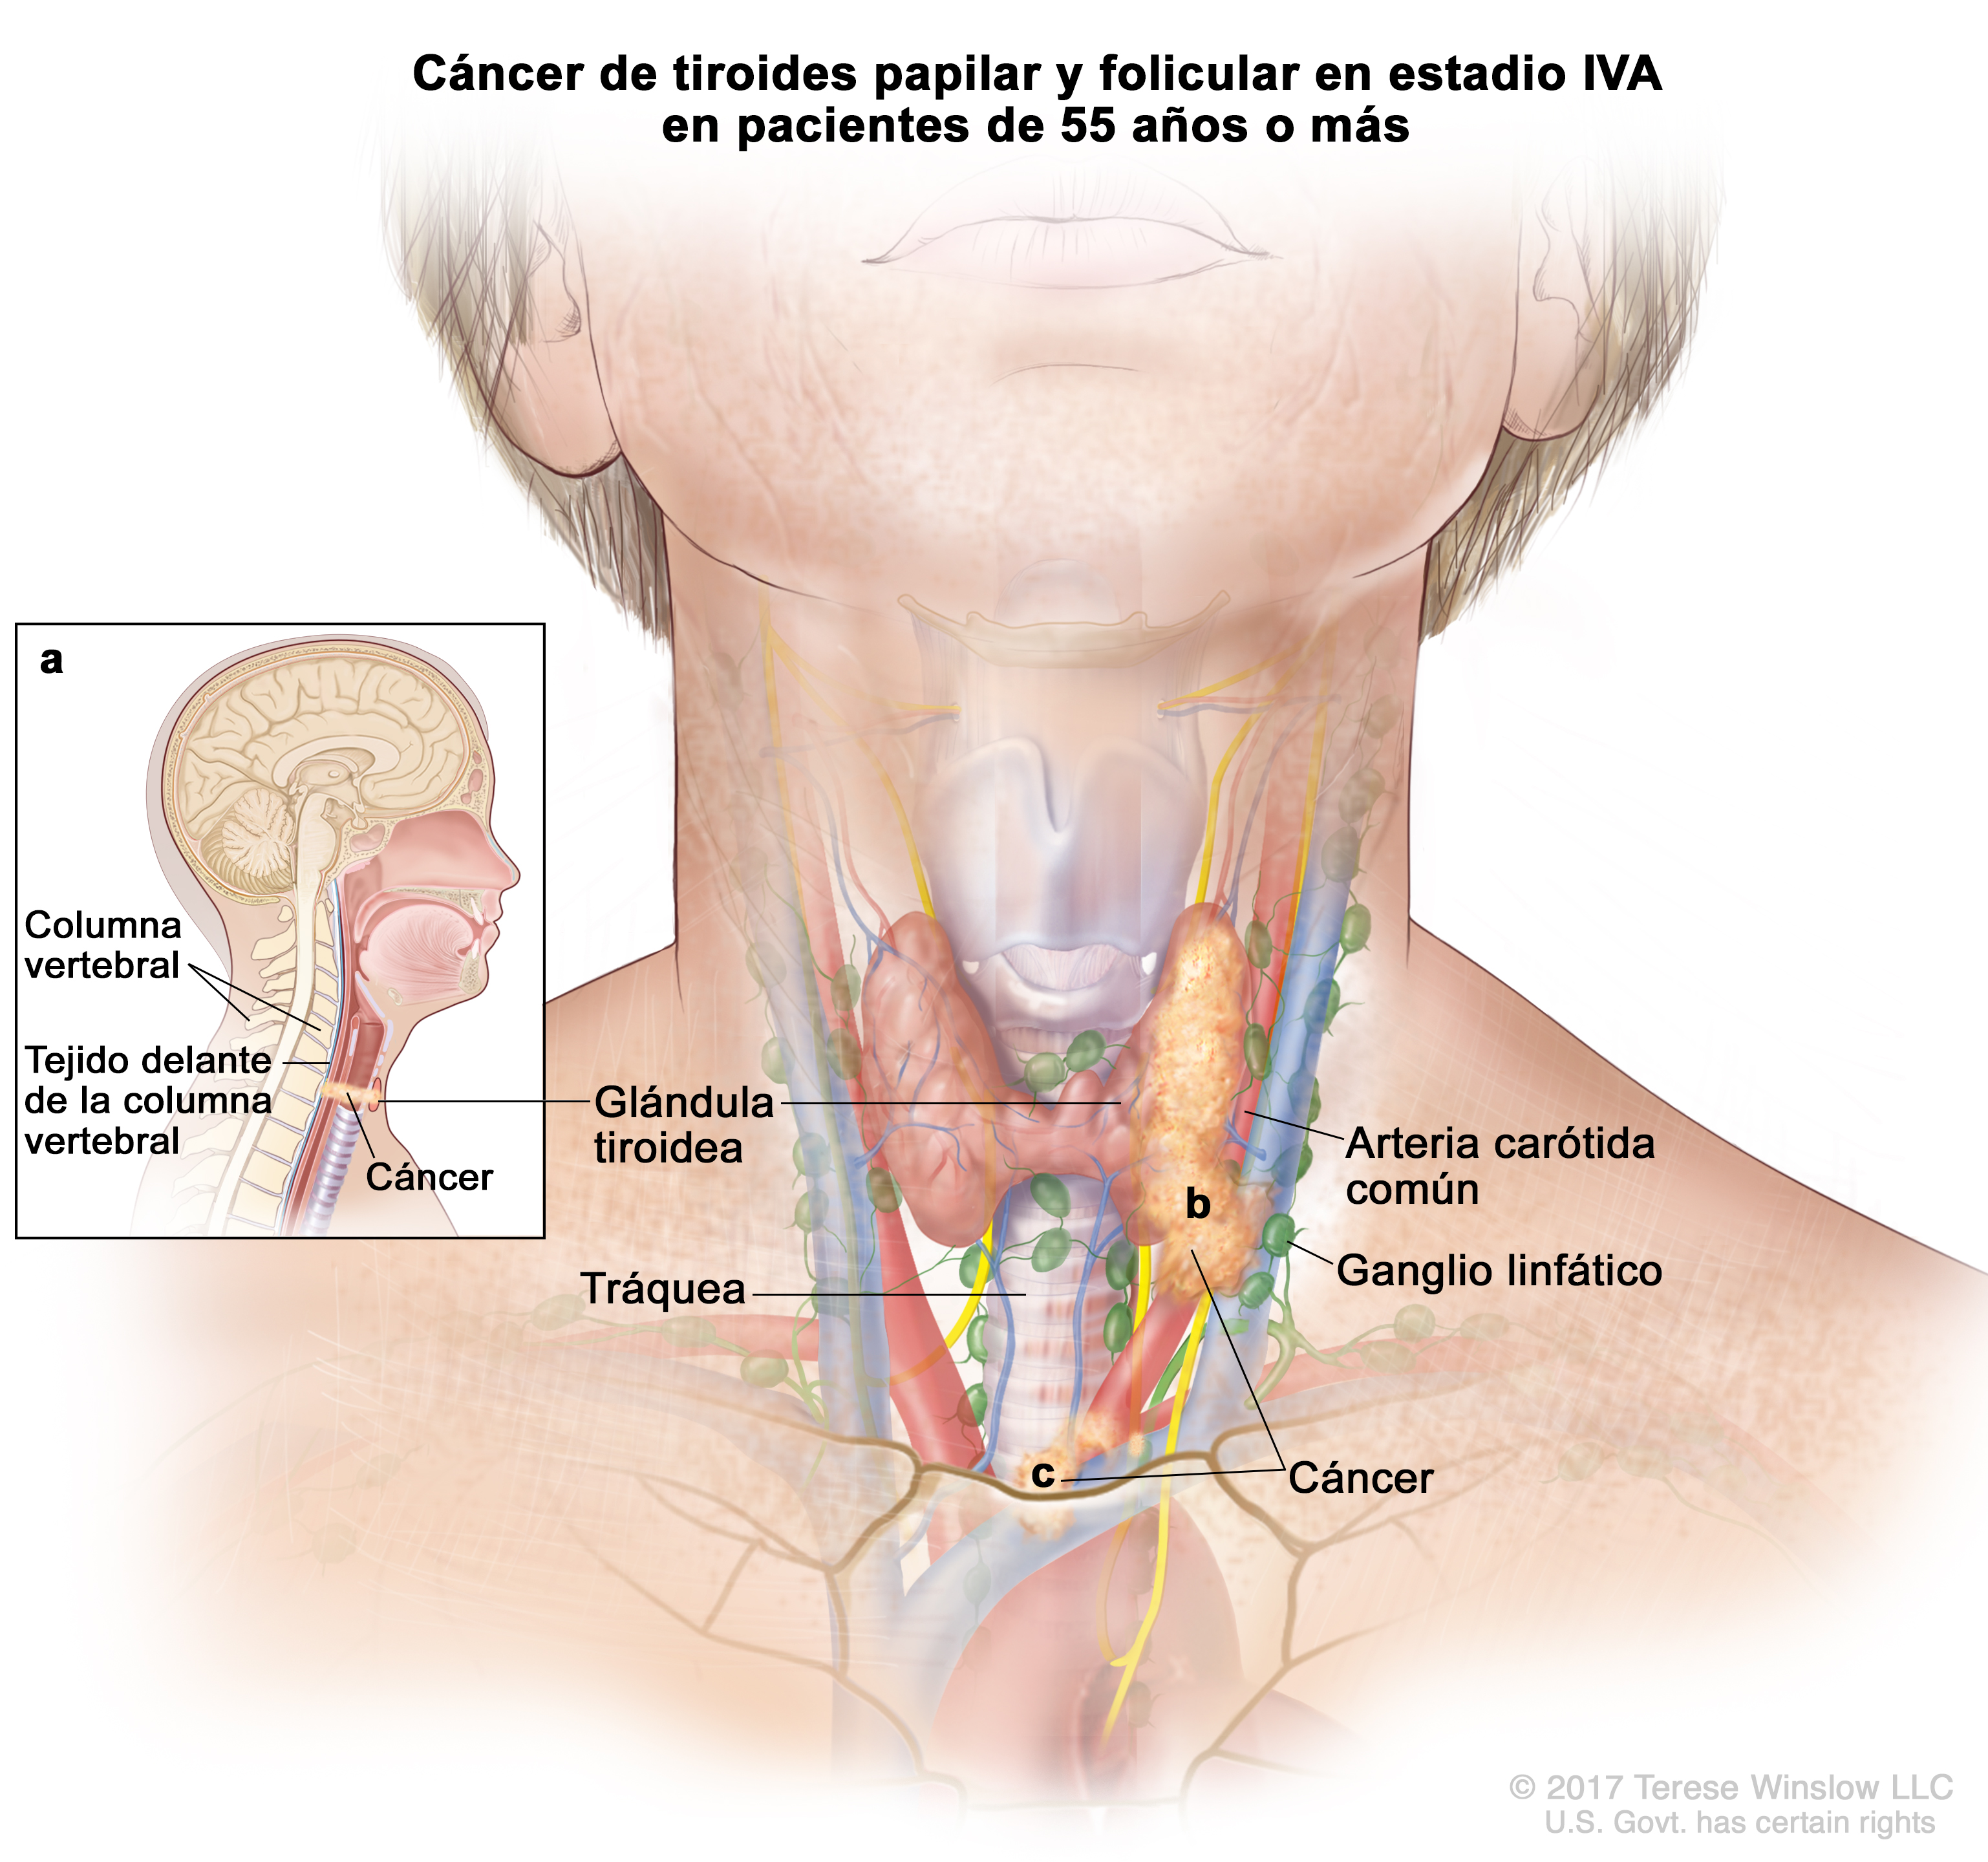 Cáncer de tiroides papilar y folicular en estadio IVA
en pacientes de 55 años o más
a
Columna
vertebral
Tejido delante
de la columna
vertebral
Cáncer
Glándula
tiroidea
Tráquea
b
Arteria carótida
común
Ganglio linfático
c
Cáncer
© 2017 Terese Winslow LLC
U.S. Govt. has certain rights